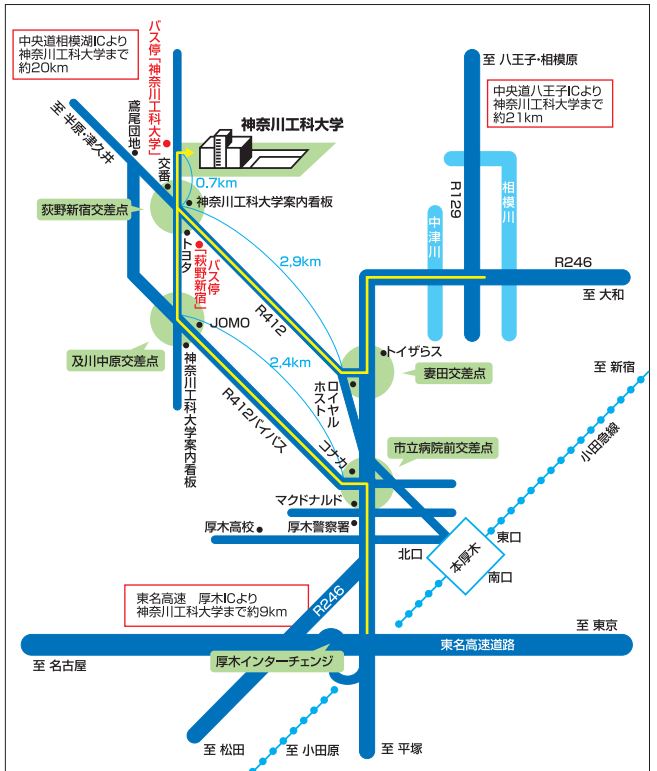 中央道相模湖ICより
神奈川工科大学まで
約20km
バス停「神奈川工科大学」
至 八王子・相模原
中央道八王子ICより
神奈川工科大学まで
約21km
至 半原・津久井
鳶尾団地
交番
神奈川工科大学
0.7km
神奈川工科大学案内看板
荻野新宿交差点
トヨタ
バス停
「萩野新宿」
2,9km
R412
R129
中津川
相模川
R246
至 大和
JOMO
及川中原交差点
神奈川工科大学案内看板
2,4km
R412バイパス
トイザらス
妻田交差点
ロイヤル
ホスト
至 新宿
小田急線
コナカ
市立病院前交差点
マクドナルド
厚木高校
厚木警察署
北口
東口
本厚木
南口
東名高速　厚木ICより
神奈川工科大学まで約9km
R246
至 東京
東名高速道路
至 名古屋
厚木インターチェンジ
至 松田
至 小田原
至 平塚